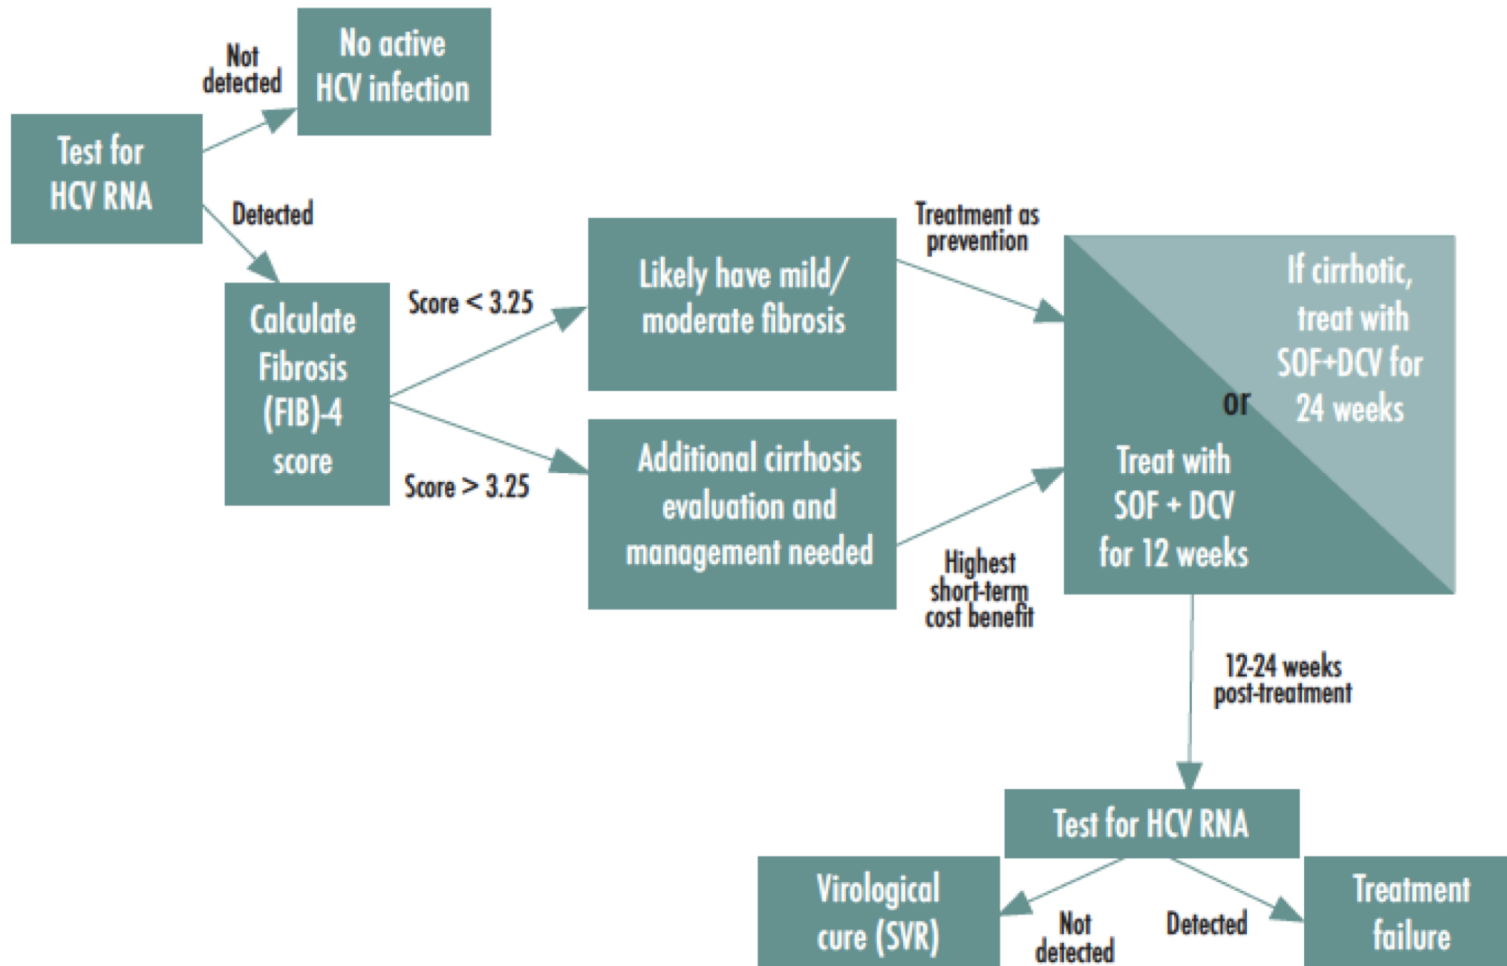 No active
HCV infection
Not
detected
Test for
HCV RNA
Detected
Calculate
Fibrosis
(FIB)-4
score
Score < 3.25
Score > 3.25
Likely have mild/
moderate fibrosis
Additional cirrhosis
evaluation and
management needed
Treatment as
prevention
Highest
short-term
cost benefit
If cirrhotic,
treat with
SOF+DCV for
24 weeks
or
Treat with
SOF + DCV
for 12 weeks
12-24 weeks
post-treatment
Test for HCV RNA
Virological
cure (SVR)
Not
detected
Detected
Treatment
failure